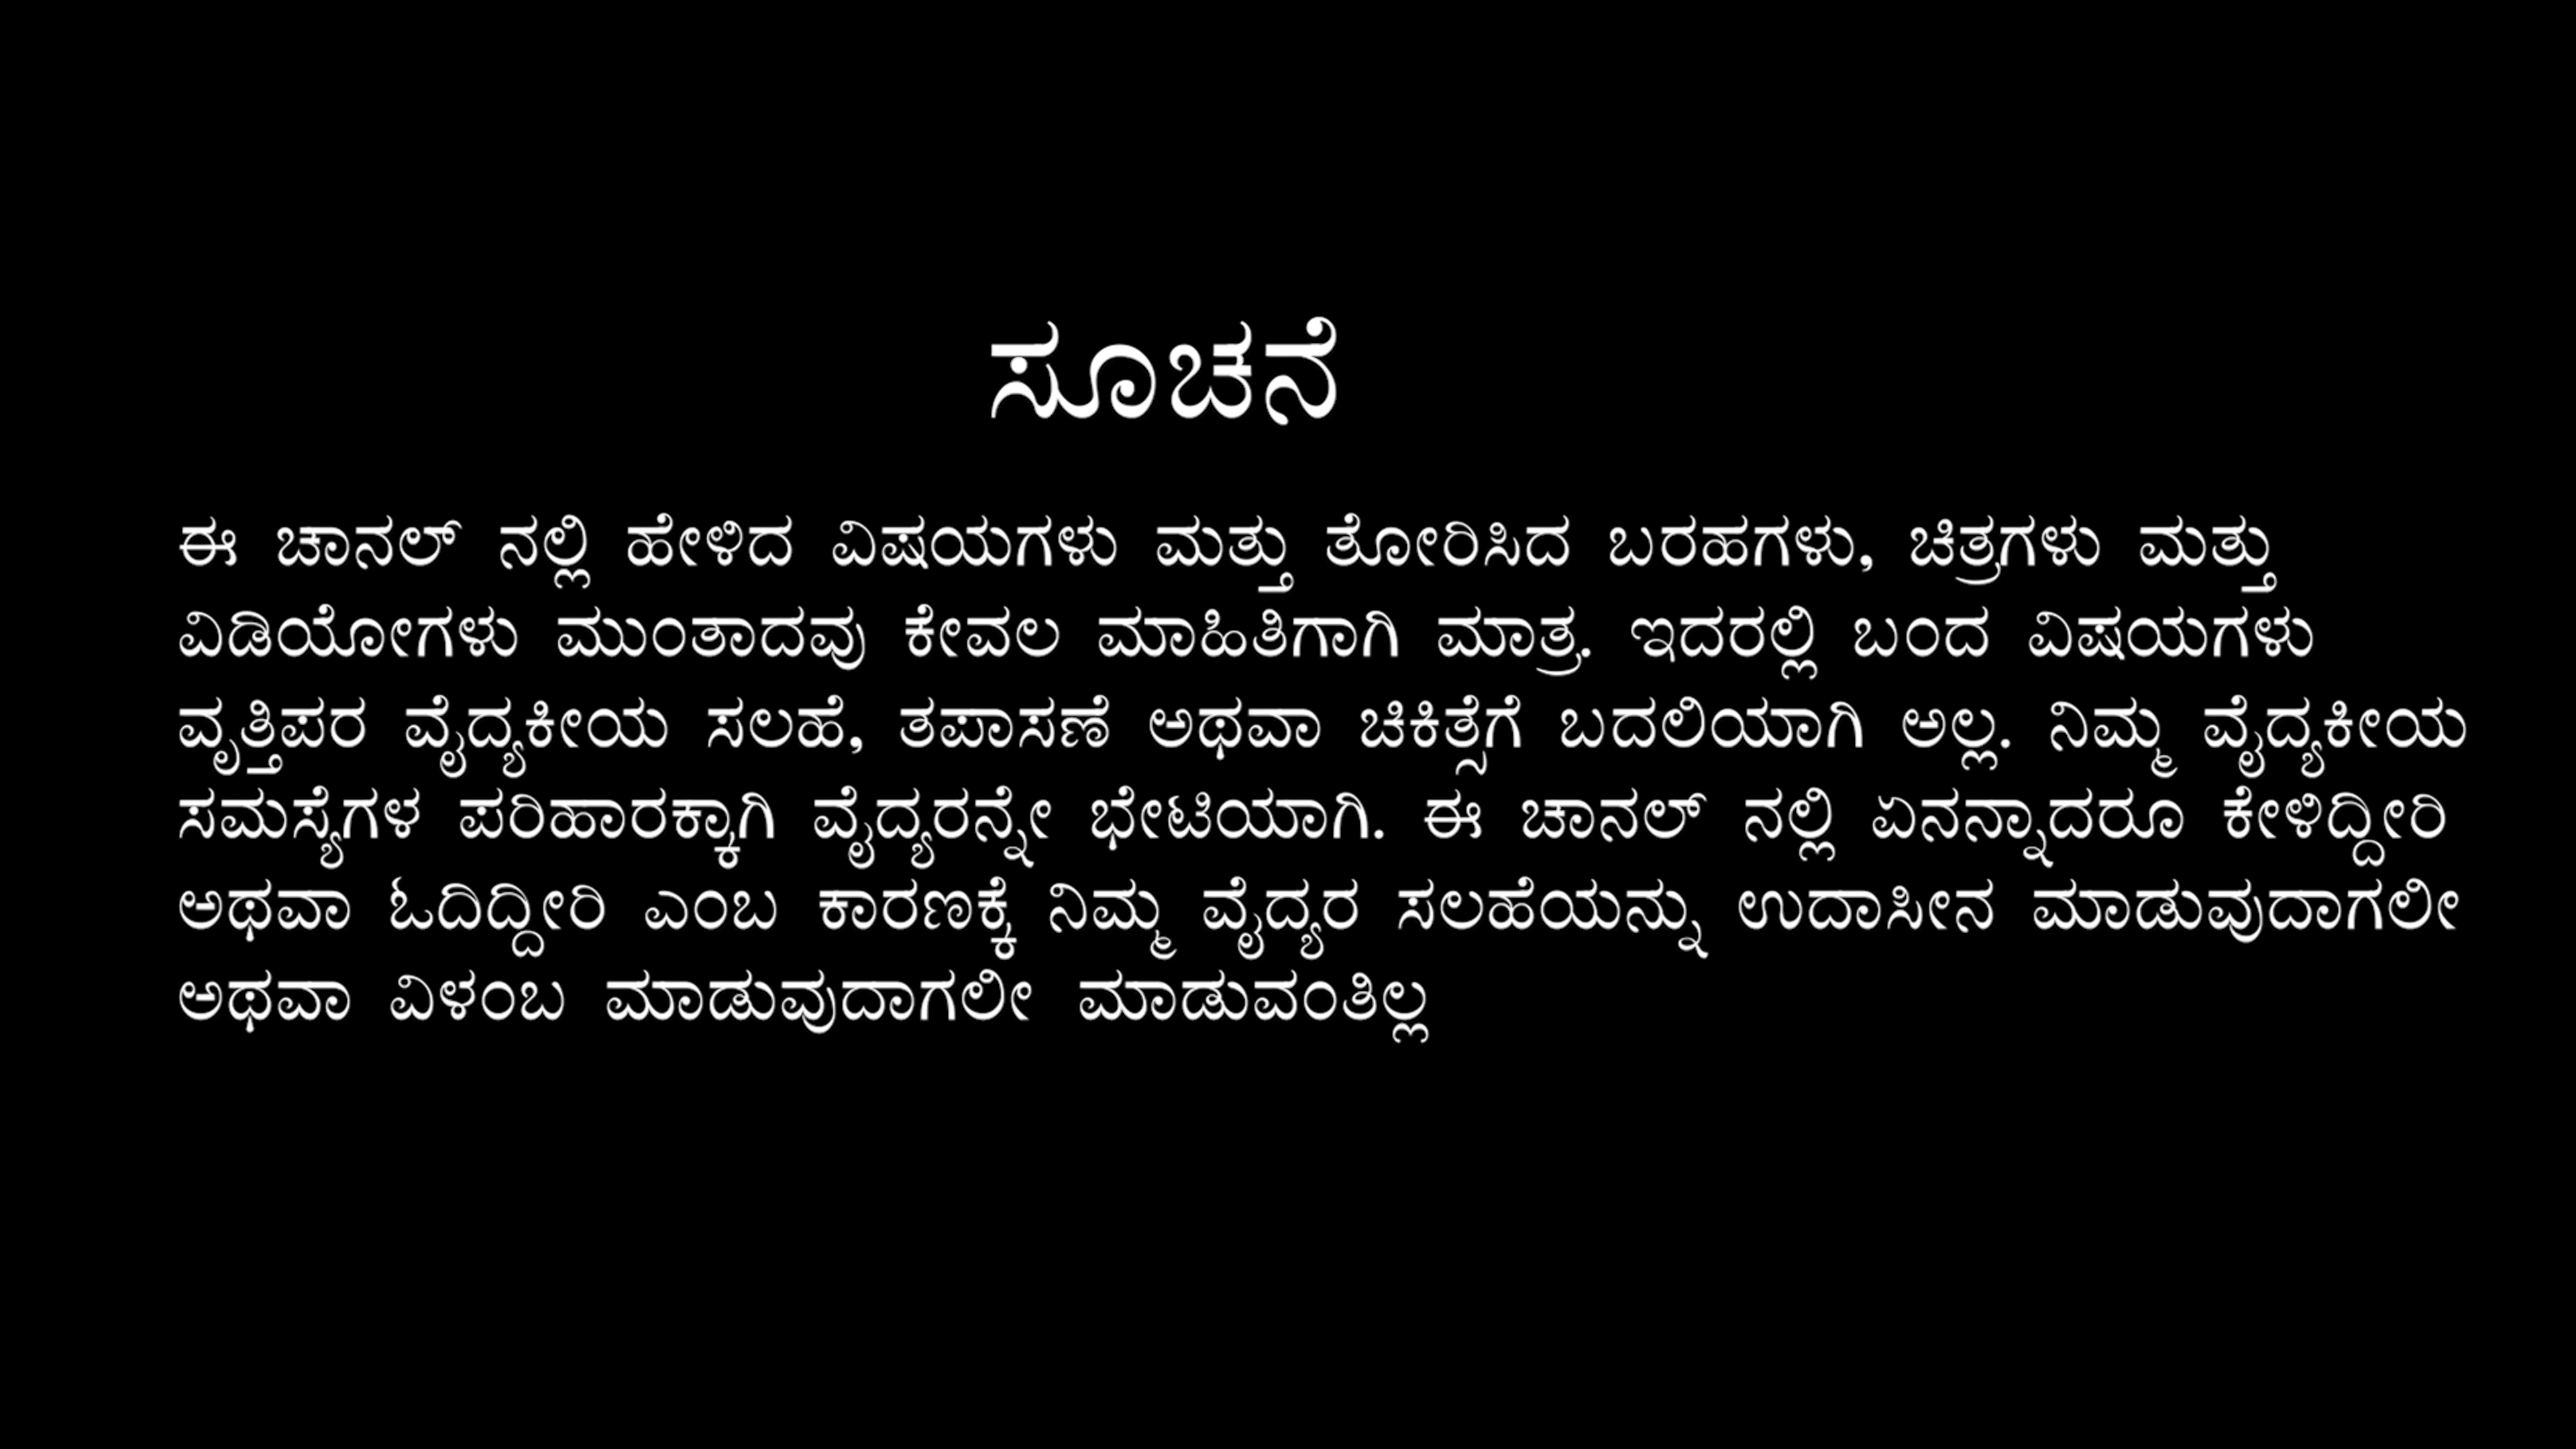 ಸೂಚನೆ
ಈ ಚಾನಲ್ ನಲ್ಲಿ ಹೇಳಿದ ವಿಷಯಗಳು ಮತ್ತು ತೋರಿಸಿದ ಬರಹಗಳು, ಚಿತ್ರಗಳು ಮತ್ತು
ವಿಡಿಯೋಗಳು ಮುಂತಾದವು ಕೇವಲ ಮಾಹಿತಿಗಾಗಿ ಮಾತ್ರ. ಇದರಲ್ಲಿ ಬಂದ ವಿಷಯಗಳು
ವೃತ್ತಿಪರ ವೈದ್ಯಕೀಯ ಸಲಹೆ, ತಪಾಸಣೆ ಅಥವಾ ಚಿಕಿತ್ಸೆಗೆ ಬದಲಿಯಾಗಿ ಅಲ್ಲ. ನಿಮ್ಮ ವೈದ್ಯಕೀಯ
ಸಮಸ್ಯೆಗಳ ಪರಿಹಾರಕ್ಕಾಗಿ ವೈದ್ಯರನ್ನೇ ಭೇಟಿಯಾಗಿ. ಈ ಚಾನಲ್ ನಲ್ಲಿ ಏನನ್ನಾದರೂ ಕೇಳಿದ್ದೀರಿ
ಅಥವಾ ಓದಿದ್ದೀರಿ ಎಂಬ ಕಾರಣಕ್ಕೆ ನಿಮ್ಮ ವೈದ್ಯರ ಸಲಹೆಯನ್ನು ಉದಾಸೀನ ಮಾಡುವುದಾಗಲೀ
ಅಥವಾ ವಿಳಂಬ ಮಾಡುವುದಾಗಲೀ ಮಾಡುವಂತಿಲ್ಲ